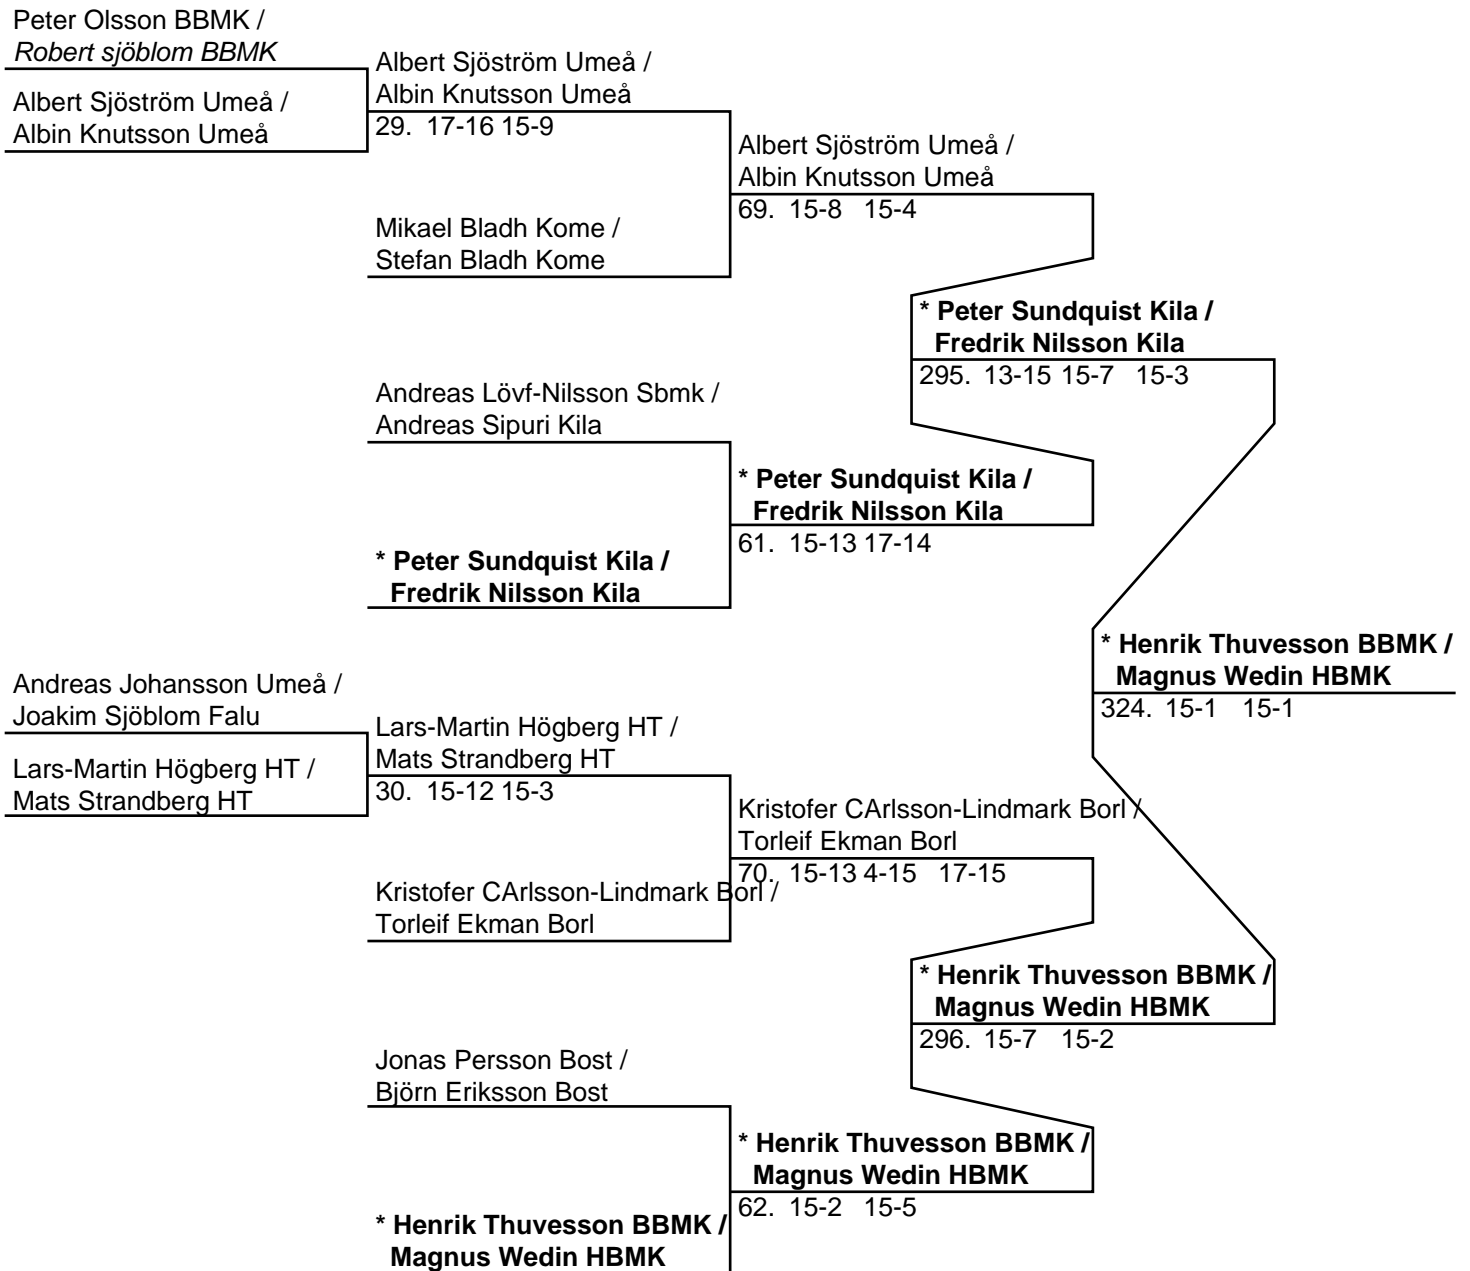 Peter Olsson BBMK /
Robert sjöblom BBMK
Albert Sjöström Umeå /
Albin Knutsson Umeå
Albert Sjöström Umeå /
Albin Knutsson Umeå
29. 17-16 15-9
Mikael Bladh Kome /
Stefan Bladh Kome
Albert Sjöström Umeå /
Albin Knutsson Umeå
69. 15-8 15-4
Andreas Lövf-Nilsson Sbmk /
Andreas Sipuri Kila
* Peter Sundquist Kila /
Fredrik Nilsson Kila
* Peter Sundquist Kila /
Fredrik Nilsson Kila
61. 15-13 17-14
* Peter Sundquist Kila /
Fredrik Nilsson Kila
295. 13-15 15-7 15-3
Andreas Johansson Umeå /
Joakim Sjöblom Falu
Lars-Martin Högberg HT /
Mats Strandberg HT
Lars-Martin Högberg HT /
Mats Strandberg HT
30. 15-12 15-3
Kristofer CArlsson-Lindmark Borl /
Torleif Ekman Borl
Kristofer CArlsson-Lindmark Borl /
Torleif Ekman Borl
70. 15-13 4-15 17-15
Jonas Persson Bost /
Björn Eriksson Bost
* Henrik Thuvesson BBMK /
Magnus Wedin HBMK
* Henrik Thuvesson BBMK /
Magnus Wedin HBMK
62. 15-2 15-5
* Henrik Thuvesson BBMK /
Magnus Wedin HBMK
296. 15-7 15-2
* Henrik Thuvesson BBMK /
Magnus Wedin HBMK
324. 15-1 15-1